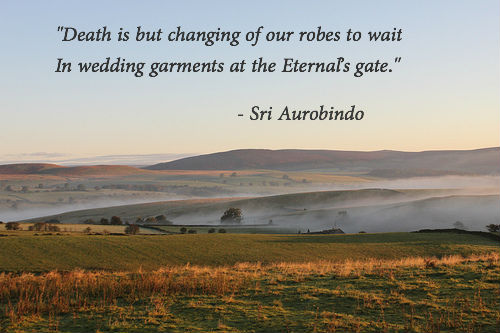 "Death is but changing of our robes to wait
In wedding garments at the Eternal's gate."
- Sri Aurobindo